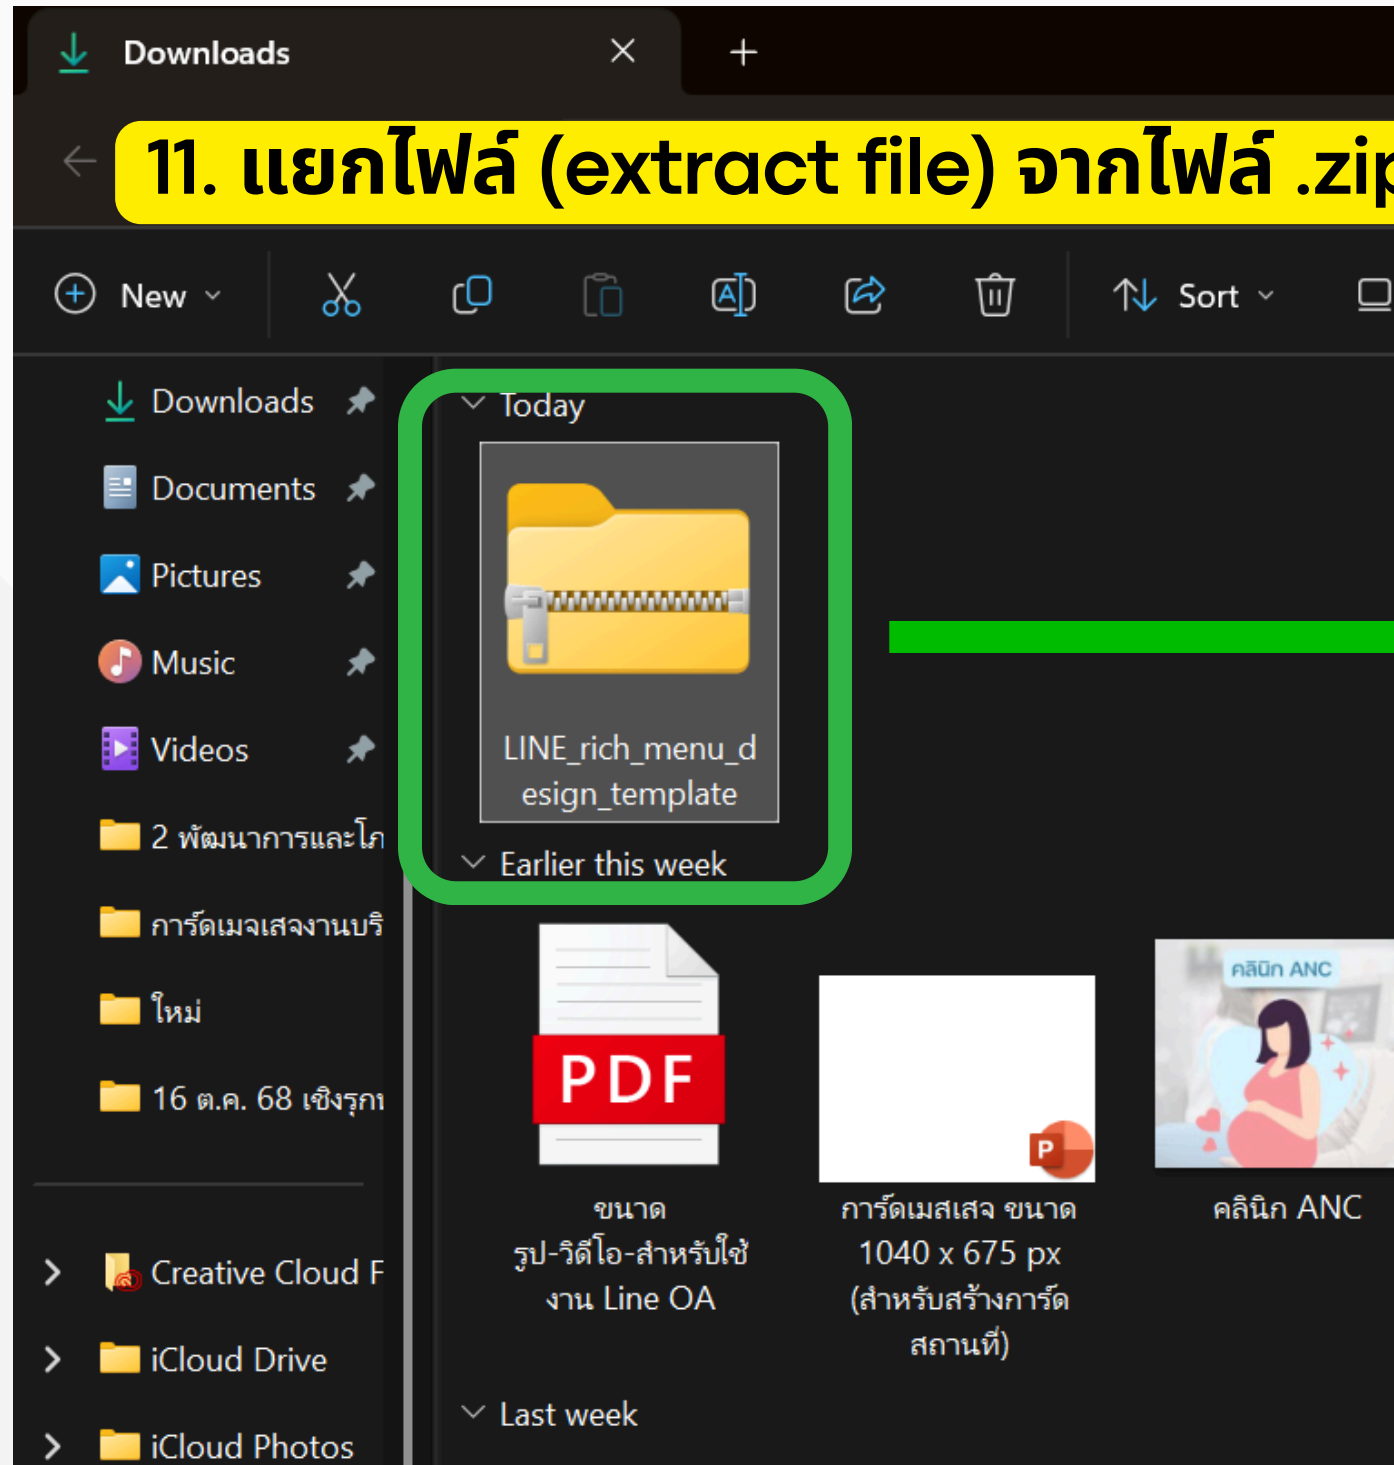 Downloads
11. แยกไฟล์ (extract file) จากไฟล์ .zip
New
Sort
Downloads
Documents
Pictures
Music
Videos
2 พัฒนาการและโภ
การ์ดเมจเสจงานบริ
ใหม่
16 ต.ค. 68 เชิงรุก
Creative Cloud F
iCloud Drive
iCloud Photos
Today
LINE_rich_menu_d
esign_template
Earlier this week
PDF
ขนาด
รูป-วิดีโอ-สำหรับใช้
งาน Line OA
P
การ์ดเมสเสจ ขนาด
1040 x 675 px
(สำหรับสร้างการ์ด
สถานที่)
คลินิก ANC
คลินิก ANC
Last week